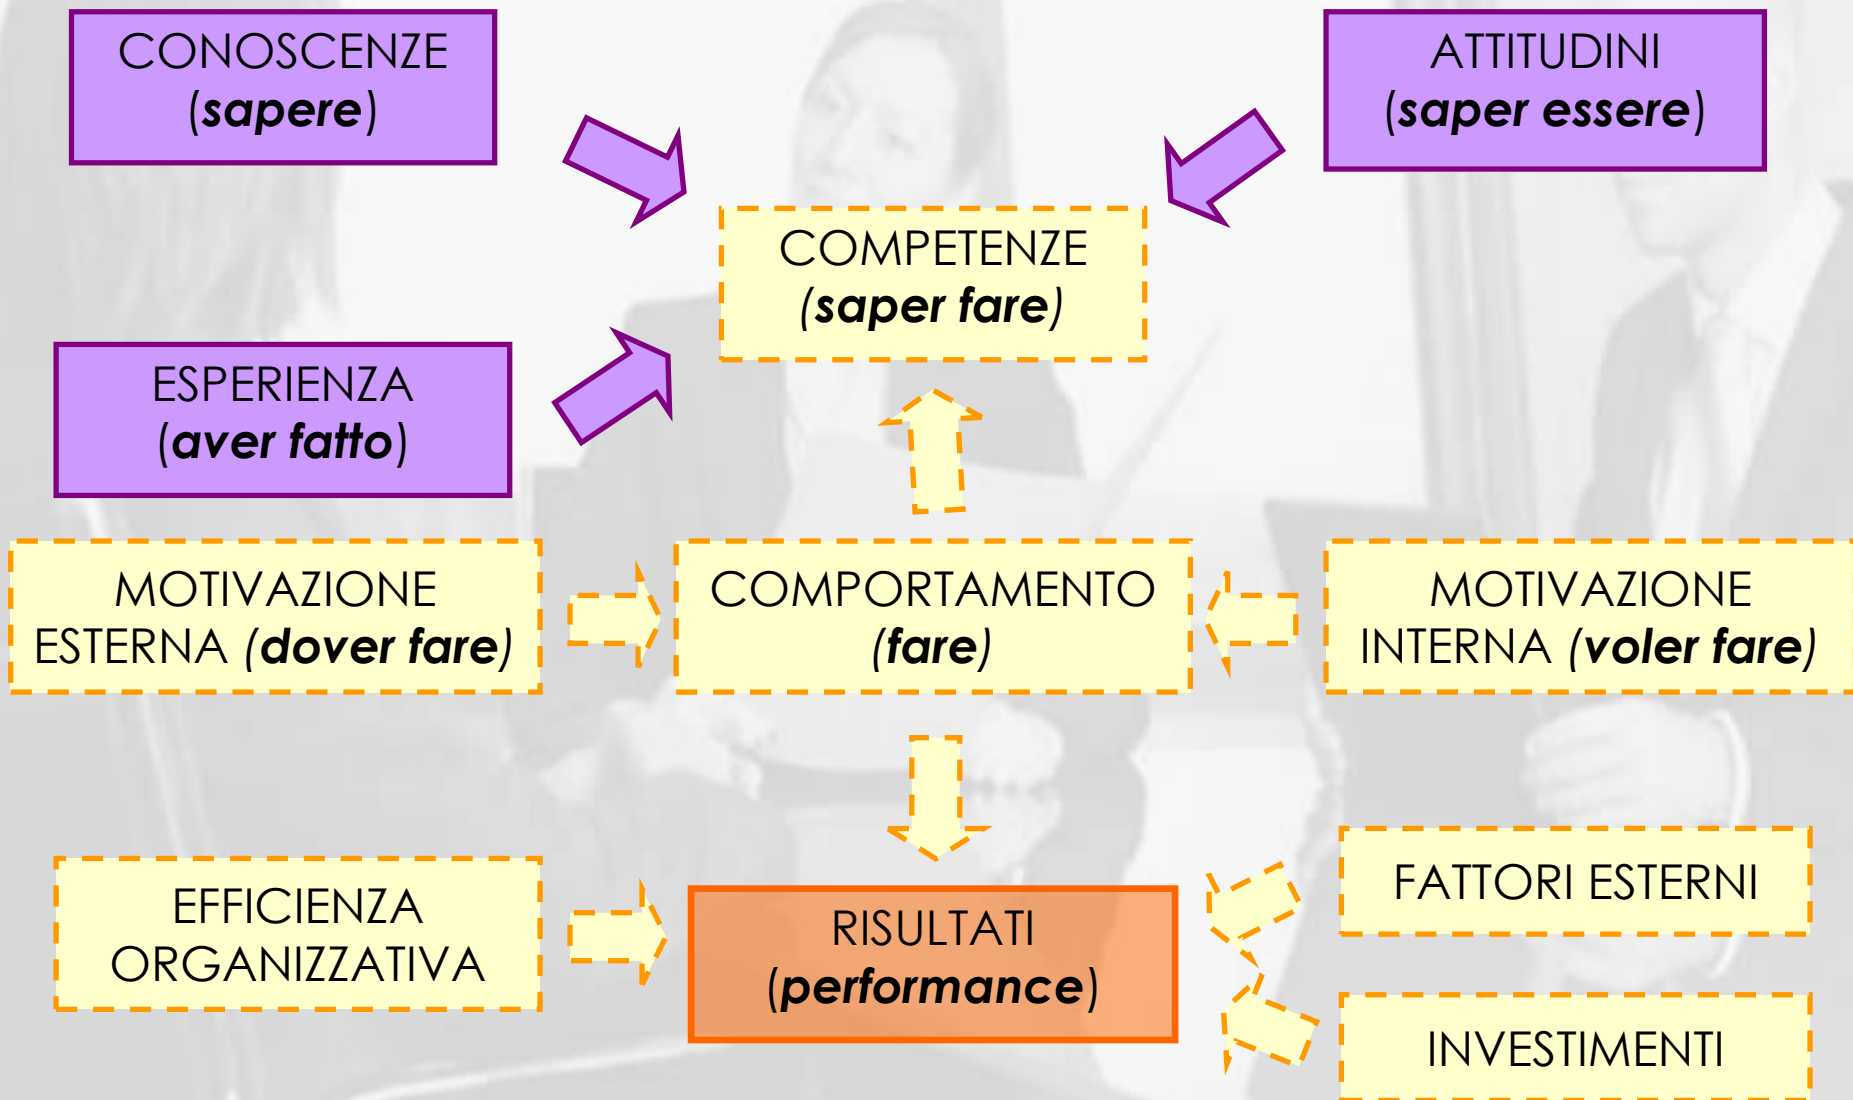 CONOSCENZE
(sapere)
ATTITUDINI
(saper essere)
COMPETENZE
(saper fare)
ESPERIENZA
(aver fatto)
MOTIVAZIONE
ESTERNA (dover fare)
COMPORTAMENTO
(fare)
MOTIVAZIONE
INTERNA (voler fare)
EFFICIENZA
ORGANIZZATIVA
RISULTATI
(performance)
FATTORI ESTERNI
INVESTIMENTI